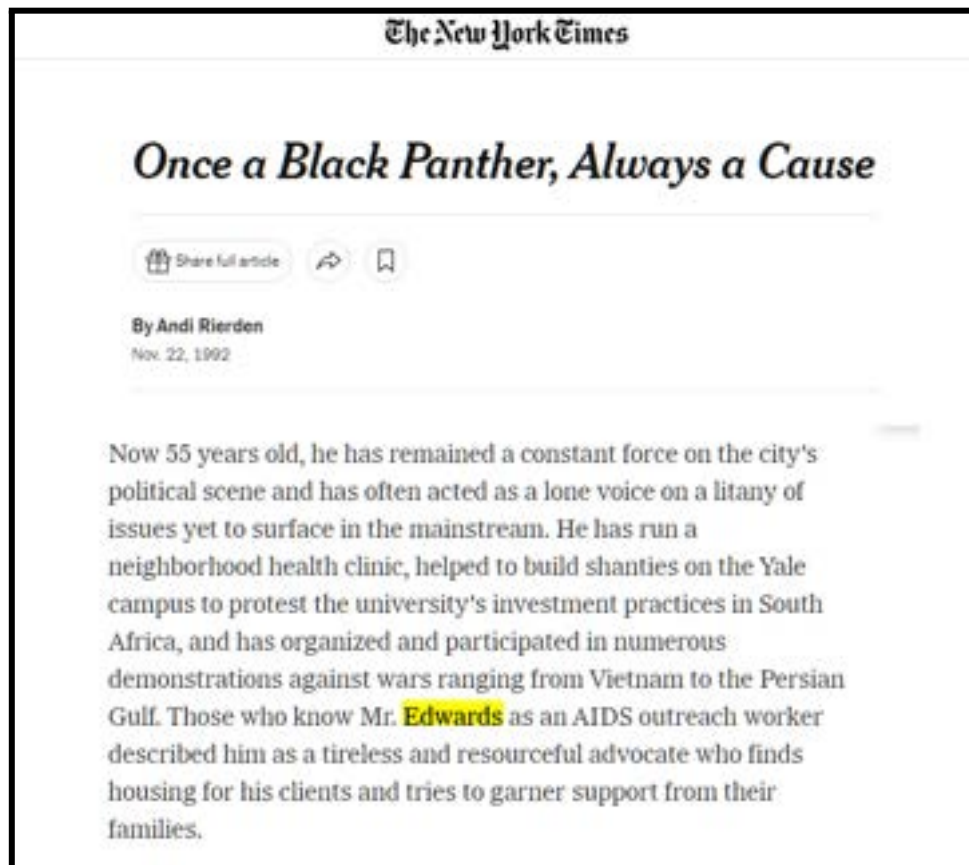 The New York Times
Once a Black Panther, Always a Cause
Share full article
By Andi Rierden
Nov. 22, 1992
Now 55 years old, he has remained a constant force on the city's
political scene and has often acted as a lone voice on a litany of
issues yet to surface in the mainstream. He has run a
neighborhood health clinic, helped to build shanties on the Yale
campus to protest the university's investment practices in South
Africa, and has organized and participated in numerous
demonstrations against wars ranging from Vietnam to the Persian
Gulf. Those who know Mr. Edwards as an AIDS outreach worker
described him as a tireless and resourceful advocate who finds
housing for his clients and tries to garner support from their
families.